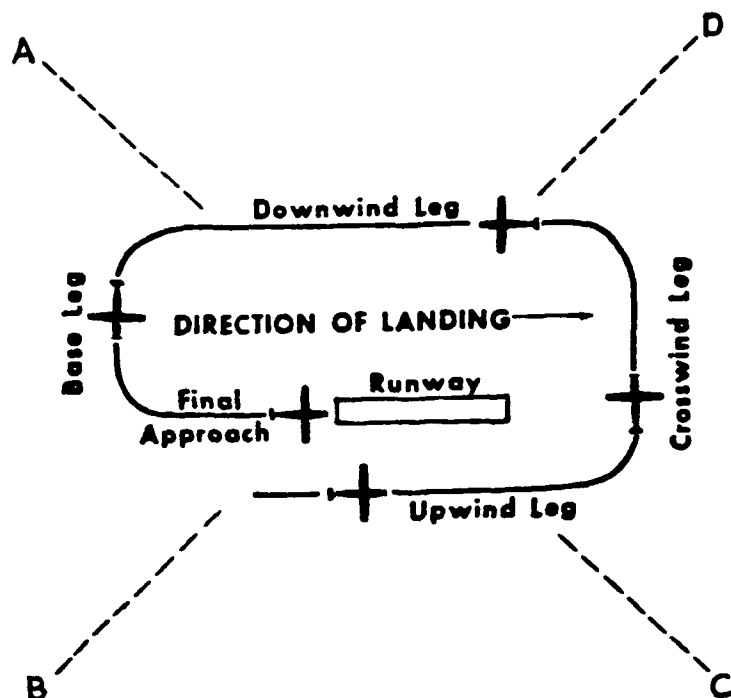 A
D
Downwind Leg
Base Leg
DIRECTION OF LANDING
Crosswind Leg
Final
Approach
Runway
Upwind Leg
B
C